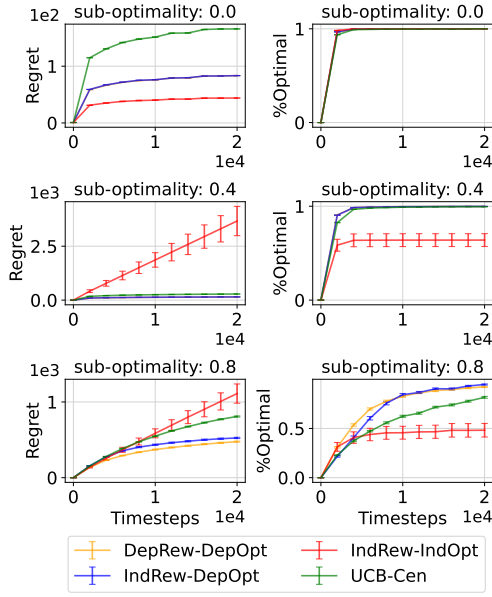 sub-optimality: 0.0
1e2
Regret
1
0
0
1
2
1e4
sub-optimality: 0.0
%Optimal
1
0
0
1
2
1e4
sub-optimality: 0.4
1e3
Regret
2.5
0.0
0
1
2
1e4
sub-optimality: 0.4
%Optimal
1
0
0
1
2
1e4
sub-optimality: 0.8
1e3
Regret
1
0
0
1
2
1e4
Timesteps
sub-optimality: 0.8
%Optimal
0.5
0.0
0
1
2
1e4
Timesteps
DepRew-DepOpt
IndRew-DepOpt
IndRew-IndOpt
UCB-Cen